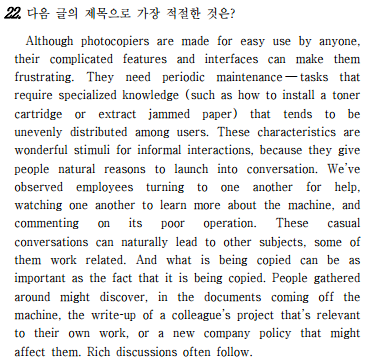 22. 다음 글의 제목으로 가장 적절한 것은?
Although photocopiers are made for easy use by anyone,
their complicated features and interfaces can make them
frustrating. They need periodic maintenance — tasks that
require specialized knowledge (such as how to install a toner
cartridge or extract jammed paper) that tends to be
unevenly distributed among users. These characteristics are
wonderful stimuli for informal interactions, because they give
people natural reasons to launch into conversation. We've
observed employees turning to one another for help,
watching one another to learn more about the machine, and
commenting on its poor operation. These casual
conversations can naturally lead to other subjects, some of
them work related. And what is being copied can be as
important as the fact that it is being copied. People gathered
around might discover, in the documents coming off the
machine, the write-up of a colleague's project that's relevant
to their own work, or a new company policy that might
affect them. Rich discussions often follow.